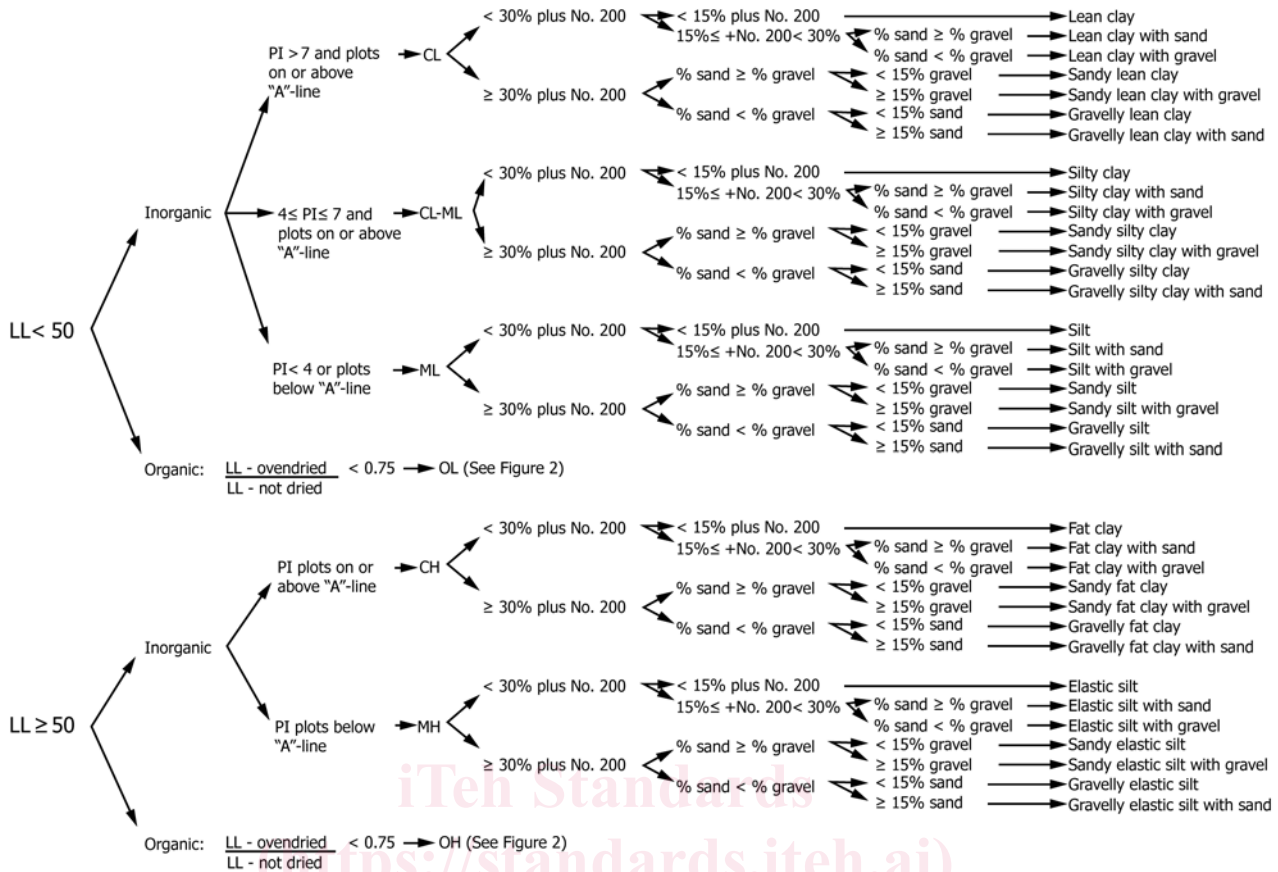 < 30% plus No. 200 < 15% plus No. 200 Lean clay
PI >7 and plots on or above "A"-line CL 15%≤ +No. 200< 30% % sand ≥ % gravel Lean clay with sand
% sand < % gravel Lean clay with gravel
≥ 30% plus No. 200 % sand ≥ % gravel < 15% gravel Sandy lean clay
≥ 15% gravel Sandy lean clay with gravel
% sand < % gravel < 15% sand Gravelly lean clay
≥ 15% sand Gravelly lean clay with sand
< 30% plus No. 200 < 15% plus No. 200 Silty clay
Inorganic 4≤ PI≤ 7 and plots on or above "A"-line CL-ML 15%≤ +No. 200< 30% % sand ≥ % gravel Silty clay with sand
% sand < % gravel Silty clay with gravel
≥ 30% plus No. 200 % sand ≥ % gravel < 15% gravel Sandy silty clay
≥ 15% gravel Sandy silty clay with gravel
% sand < % gravel < 15% sand Gravelly silty clay
≥ 15% sand Gravelly silty clay with sand
LL< 50
< 30% plus No. 200 < 15% plus No. 200 Silt
PI< 4 or plots below "A"-line ML 15%≤ +No. 200< 30% % sand ≥ % gravel Silt with sand
% sand < % gravel Silt with gravel
≥ 30% plus No. 200 % sand ≥ % gravel < 15% gravel Sandy silt
≥ 15% gravel Sandy silt with gravel
% sand < % gravel < 15% sand Gravelly silt
≥ 15% sand Gravelly silt with sand
Organic: LL - ovendried < 0.75 OL (See Figure 2)
LL - not dried
< 30% plus No. 200 < 15% plus No. 200 Fat clay
PI plots on or above "A"-line CH 15%≤ +No. 200< 30% % sand ≥ % gravel Fat clay with sand
% sand < % gravel Fat clay with gravel
≥ 30% plus No. 200 % sand ≥ % gravel < 15% gravel Sandy fat clay
≥ 15% gravel Sandy fat clay with gravel
% sand < % gravel < 15% sand Gravelly fat clay
≥ 15% sand Gravelly fat clay with sand
Inorganic
< 30% plus No. 200 < 15% plus No. 200 Elastic silt
LL ≥ 50 PI plots below "A"-line MH 15%≤ +No. 200< 30% % sand ≥ % gravel Elastic silt with sand
% sand < % gravel Elastic silt with gravel
≥ 30% plus No. 200 % sand ≥ % gravel < 15% gravel Sandy elastic silt
≥ 15% gravel Sandy elastic silt with gravel
% sand < % gravel < 15% sand Gravelly elastic silt
≥ 15% sand Gravelly elastic silt with sand
iTeh Standards
Organic: LL - ovendried < 0.75 OH (See Figure 2)
LL - not dried
(https://standards.iteh.ai)